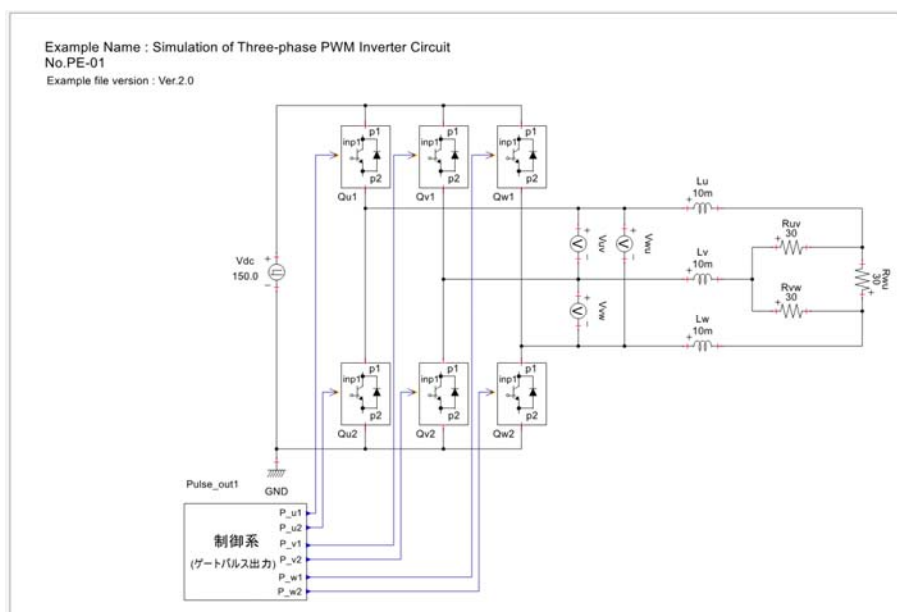 Example Name : Simulation of Three-phase PWM Inverter Circuit
No.PE-01
Example file version : Ver.2.0
p1
inp1
p2
Qu1
p1
inp1
p2
Qv1
p1
inp1
p2
Qw1
Vdc
150.0
+
−
+
V
−
Vuv
+
V
−
Vwu
+
V
−
Vvw
Lu
10m
+
Lv
10m
+
Lw
10m
+
Ruv
30
+
Rvw
30
+
Rwu
30
+
p1
inp1
p2
Qu2
p1
inp1
p2
Qv2
p1
inp1
p2
Qw2
GND
Pulse_out1
制御系
(ゲートパルス出力)
P_u1
P_u2
P_v1
P_v2
P_w1
P_w2